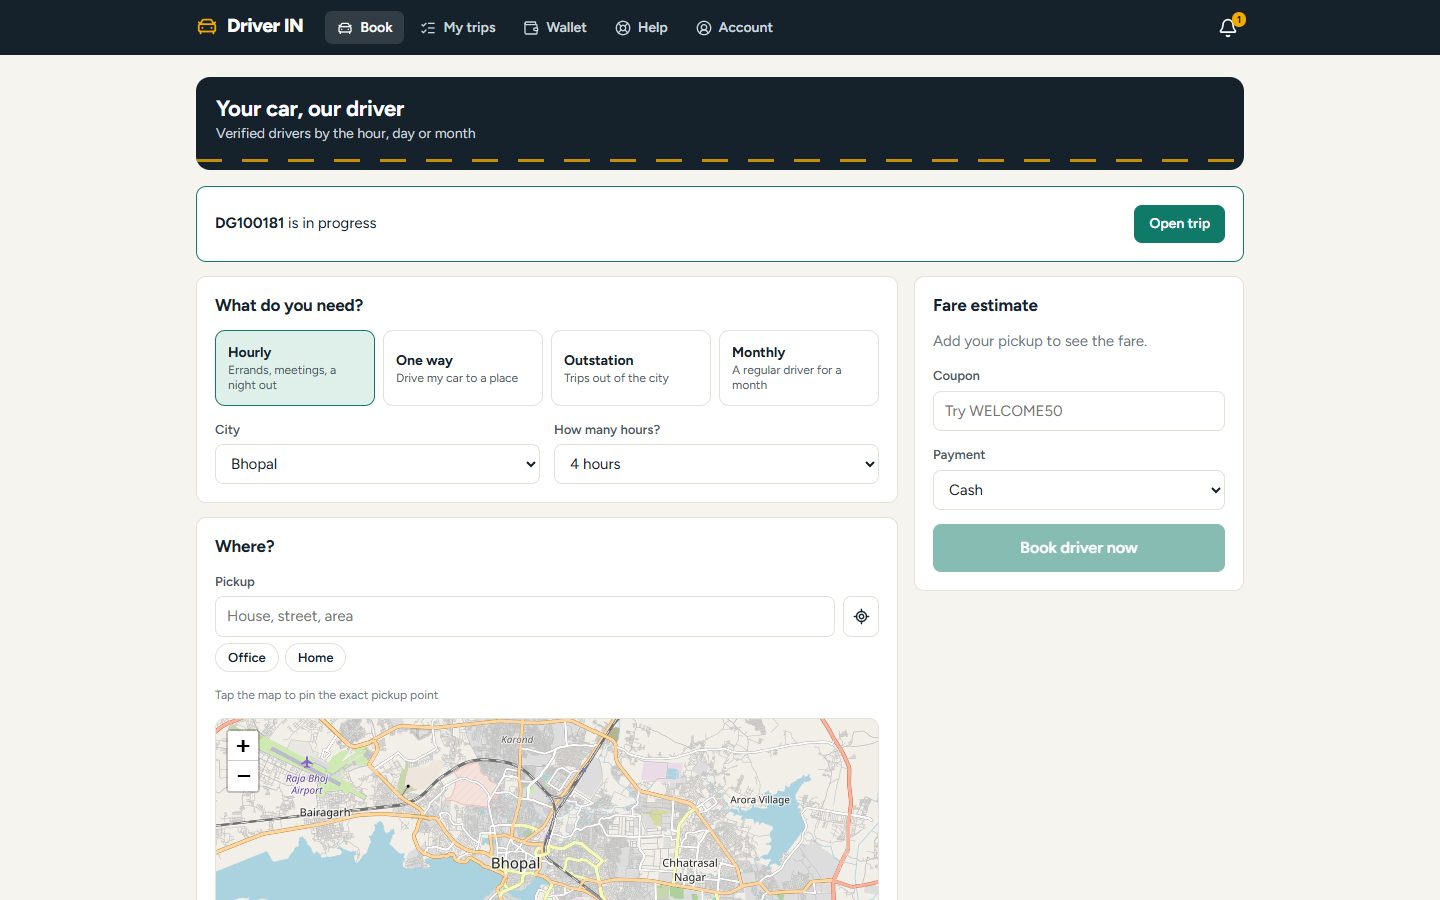 Driver IN
Book
My trips
Wallet
Help
Account
1
Your car, our driver
Verified drivers by the hour, day or month
DG100181 is in progress
Open trip
What do you need?
Hourly
Errands, meetings, a
night out
One way
Drive my car to a place
Outstation
Trips out of the city
Monthly
A regular driver for a
month
City
How many hours?
Bhopal
4 hours
Where?
Pickup
House, street, area
Office
Home
Tap the map to pin the exact pickup point
+
−
Karond
Raja Bhoj
Airport
Bairagarh
Arora Village
Bhopal
Chhatrasal
Nagar
Fare estimate
Add your pickup to see the fare.
Coupon
Try WELCOME50
Payment
Cash
Book driver now